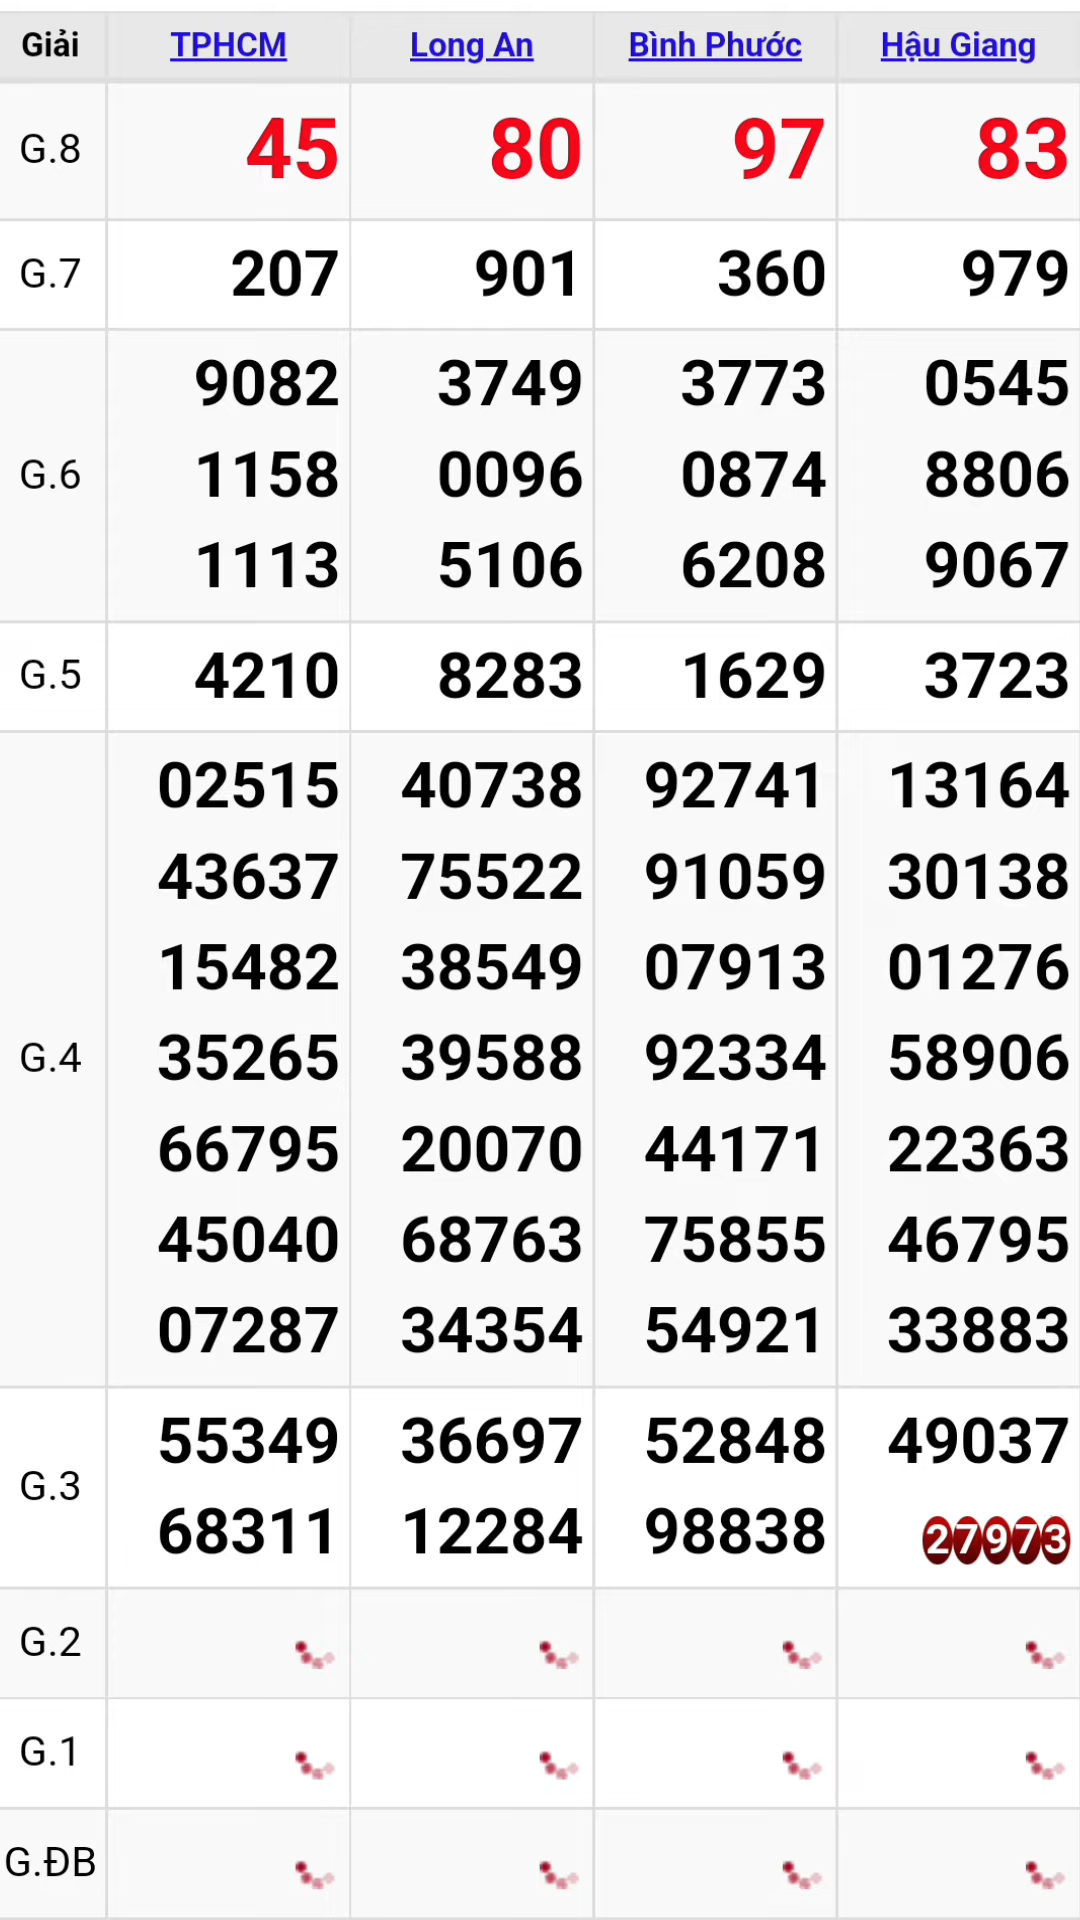 Giải TPHCM Long An Bình Phước Hậu Giang
G.8 45 80 97 83
G.7 207 901 360 979
9082 3749 3773 0545
G.6 1158 0096 0874 8806
1113 5106 6208 9067
G.5 4210 8283 1629 3723
02515 40738 92741 13164
43637 75522 91059 30138
15482 38549 07913 01276
G.4 35265 39588 92334 58906
66795 20070 44171 22363
45040 68763 75855 46795
07287 34354 54921 33883
55349 36697 52848 49037
G.3
68311 12284 98838 27973
G.2
G.1
G.ĐB